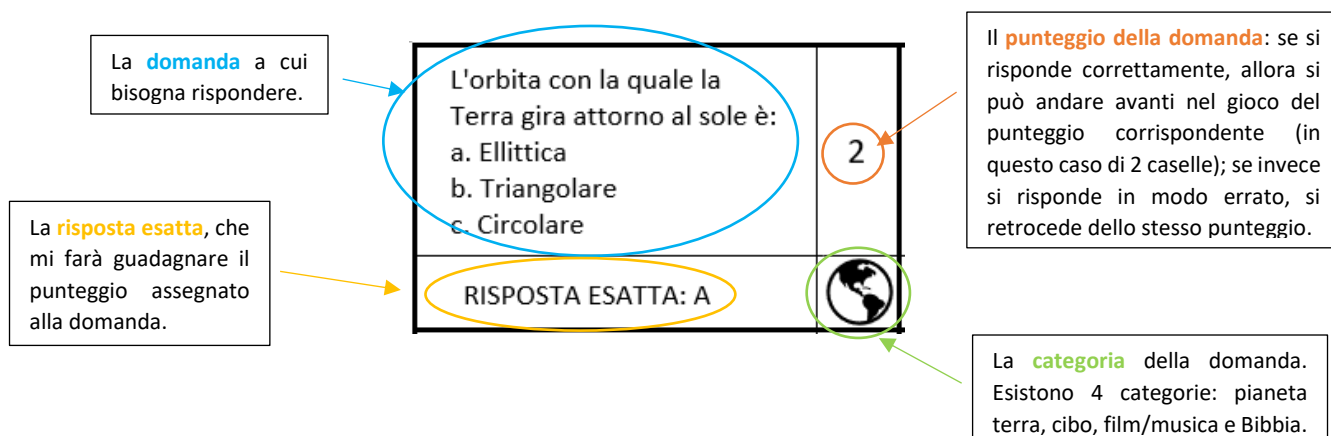 La domanda a cui
bisogna rispondere.
L'orbita con la quale la
Terra gira attorno al sole è:
a. Ellittica
b. Triangolare
c. Circolare
2
RISPOSTA ESATTA: A
Il punteggio della domanda: se si
risponde correttamente, allora si
può andare avanti nel gioco del
punteggio corrispondente (in
questo caso di 2 caselle); se invece
si risponde in modo errato, si
retrocede dello stesso punteggio.
La risposta esatta, che
mi farà guadagnare il
punteggio assegnato
alla domanda.
La categoria della domanda.
Esistono 4 categorie: pianeta
terra, cibo, film/musica e Bibbia.